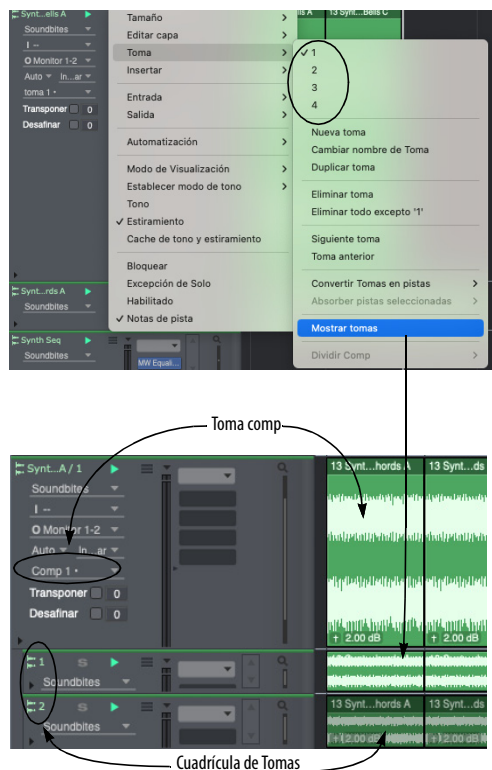 Synt...ells A
Soundbites
I --
O Monitor 1-2
Auto In...ar
toma 1 •
Transponer 0
Desafinar 0
Synt...rds A
Soundbites
Synth Seq
Soundbites
MW Equali...
Tamaño
Editar capa
Toma
Insertar
Entrada
Salida
Automatización
Modo de Visualización
Establecer modo de tono
Tono
✓ Estiramiento
Cache de tono y estiramiento
Bloquear
Excepción de Solo
Habilitado
✓ Notas de pista
lls A 13 Synt...Bells C
✓ 1
2
3
4
Nueva toma
Cambiar nombre de Toma
Duplicar toma
Eliminar toma
Eliminar todo excepto '1'
Siguiente toma
Toma anterior
Convertir Tomas en pistas
Absorber pistas seleccionadas
Mostrar tomas
Dividir Comp
Toma comp
Synt...A / 1
Soundbites
I --
O Monitor 1-2
Auto In...ar
Comp 1 •
Transponer 0
Desafinar 0
13 Synt...hords A 13 Synt...ds
2.00 dB 2.00 dB
1 S
Soundbites
2 S
Soundbites
13 Synt...hords A 13 Synt...ds
2.00 dB 2.00 dB
Cuadrícula de Tomas